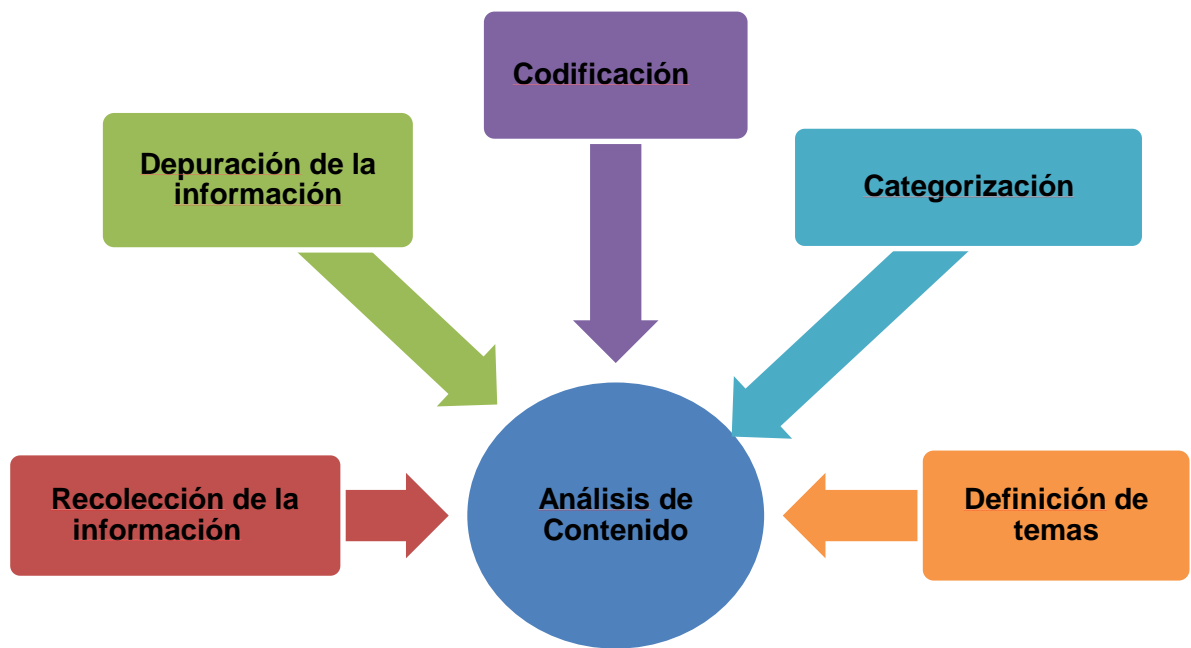 Codificación
Depuración de la
información
Categorización
Recolección de la
información
Análisis de
Contenido
Definición de
temas